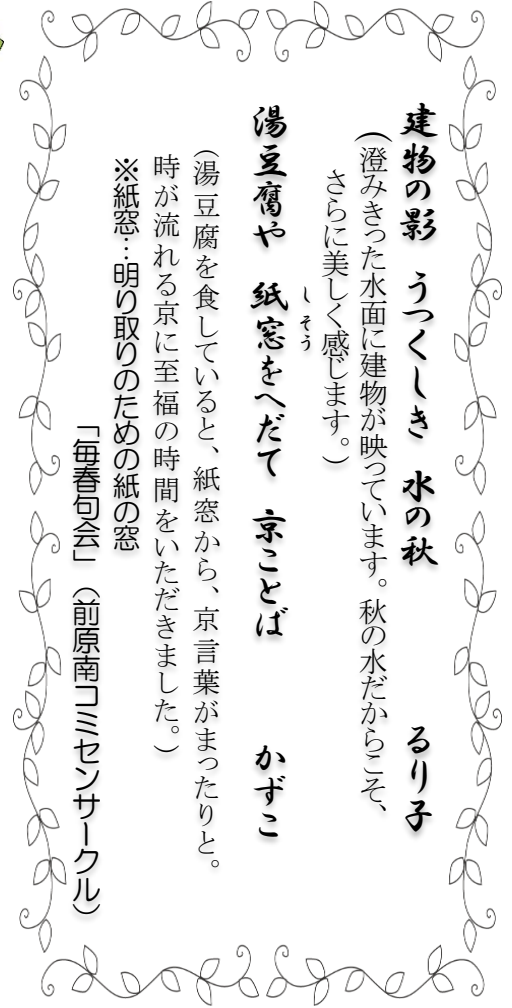 建物の影　うつくしき　水の秋　　　るり子
（澄みきった水面に建物が映っています。秋の水だからこそ、
さらに美しく感じます。）
しそう
湯豆腐や　紙窓をへだて　京ことば　　　かずこ
（湯豆腐を食していると、紙窓から、京言葉がまったりと。
時が流れる京に至福の時間をいただきました。）
※紙窓…明り取りのための紙の窓
「毎春句会」（前原南コミセンサークル）